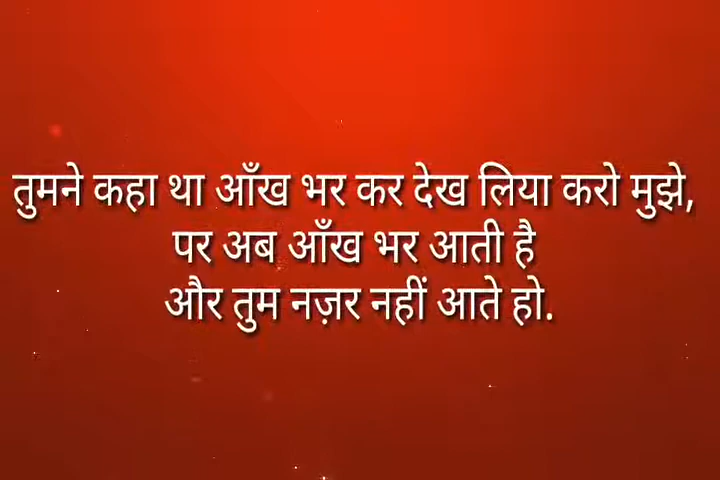 तुमने कहा था आँख भर कर देख लिया करो मुझे,
पर अब आँख भर आती है
और तुम नज़र नहीं आते हो.